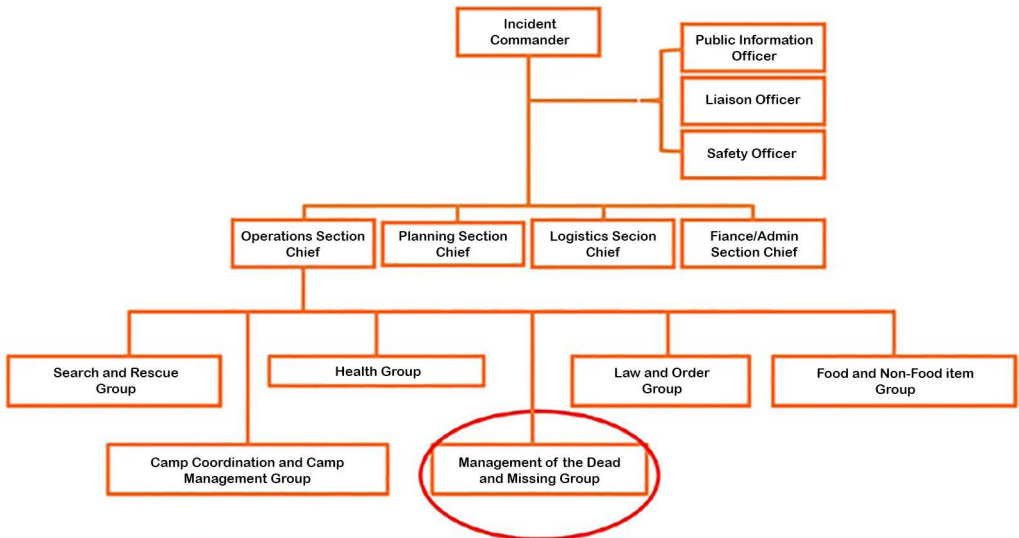 Incident
Commander
Public Information
Officer
Liaison Officer
Safety Officer
Operations Section
Chief
Planning Section
Chief
Logistics Secion
Chief
Fiance/Admin
Section Chief
Search and Rescue
Group
Health Group
Law and Order
Group
Food and Non-Food item
Group
Camp Coordination and Camp
Management Group
Management of the Dead
and Missing Group